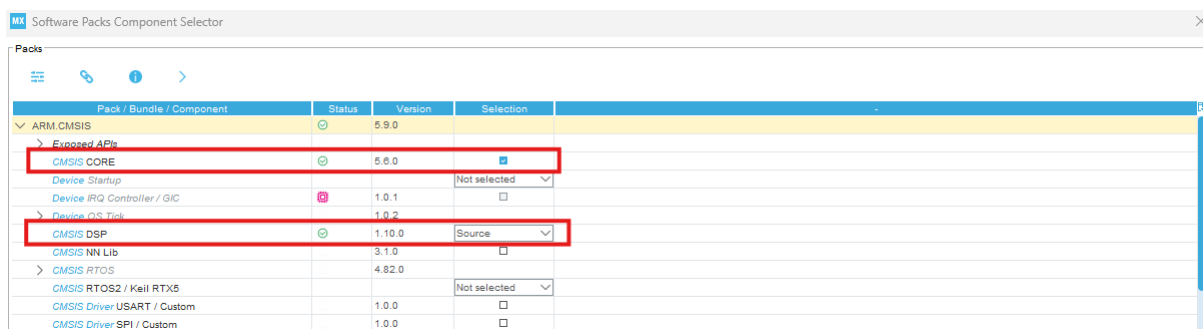 MX Software Packs Component Selector
Packs
Pack / Bundle / Component Status Version Selection -
ARM.CMSIS 5.9.0
Exposed APIs
CMSIS CORE 5.6.0
Device Startup Not selected
Device IRQ Controller / GIC 1.0.1
Device OS Tick 1.0.2
CMSIS DSP 1.10.0 Source
CMSIS NN Lib 3.1.0
CMSIS RTOS 4.82.0
CMSIS RTOS2 / Keil RTX5 Not selected
CMSIS Driver USART / Custom 1.0.0
CMSIS Driver SPI / Custom 1.0.0